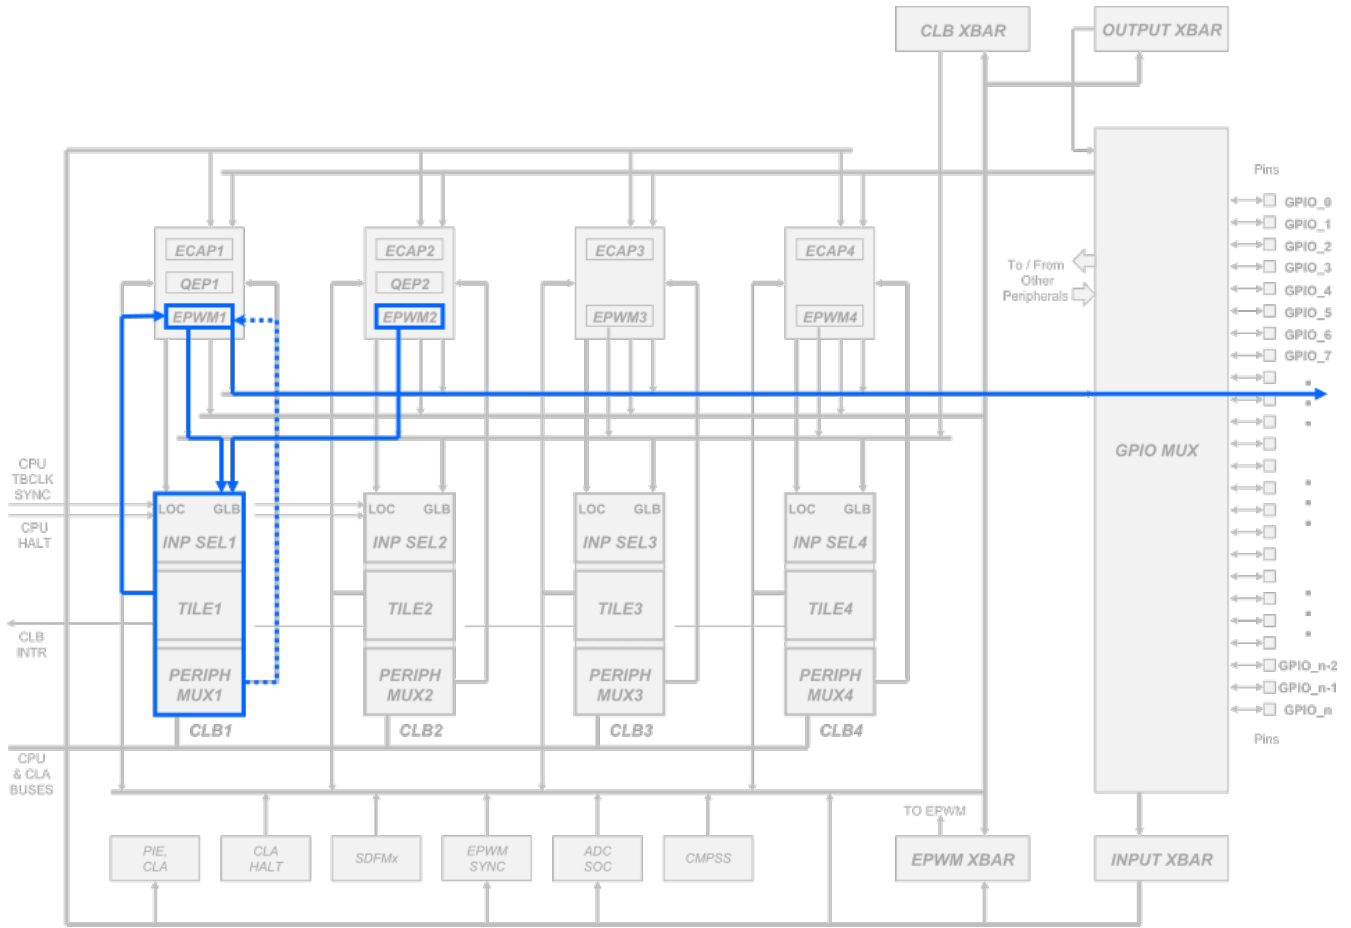 CLB XBAR
OUTPUT XBAR
Pins
GPIO_0
GPIO_1
GPIO_2
GPIO_3
GPIO_4
GPIO_5
GPIO_6
GPIO_7
To / From
Other
Peripherals
ECAP1
ECAP2
ECAP3
ECAP4
QEP1
QEP2
EPWM1
EPWM2
EPWM3
EPWM4
GPIO MUX
CPU
TBCLK
SYNC
CPU
HALT
LOC GLB
INP SEL1
LOC GLB
INP SEL2
LOC GLB
INP SEL3
LOC GLB
INP SEL4
TILE1
TILE2
TILE3
TILE4
CLB
INTR
PERIPH
MUX1
PERIPH
MUX2
PERIPH
MUX3
PERIPH
MUX4
GPIO_n-2
GPIO_n-1
GPIO_n
Pins
CLB1
CLB2
CLB3
CLB4
CPU
& CLA
BUSES
TO EPWM
PIE,
CLA
CLA
HALT
SDFMx
EPWM
SYNC
ADC
SOC
CMPSS
EPWM XBAR
INPUT XBAR